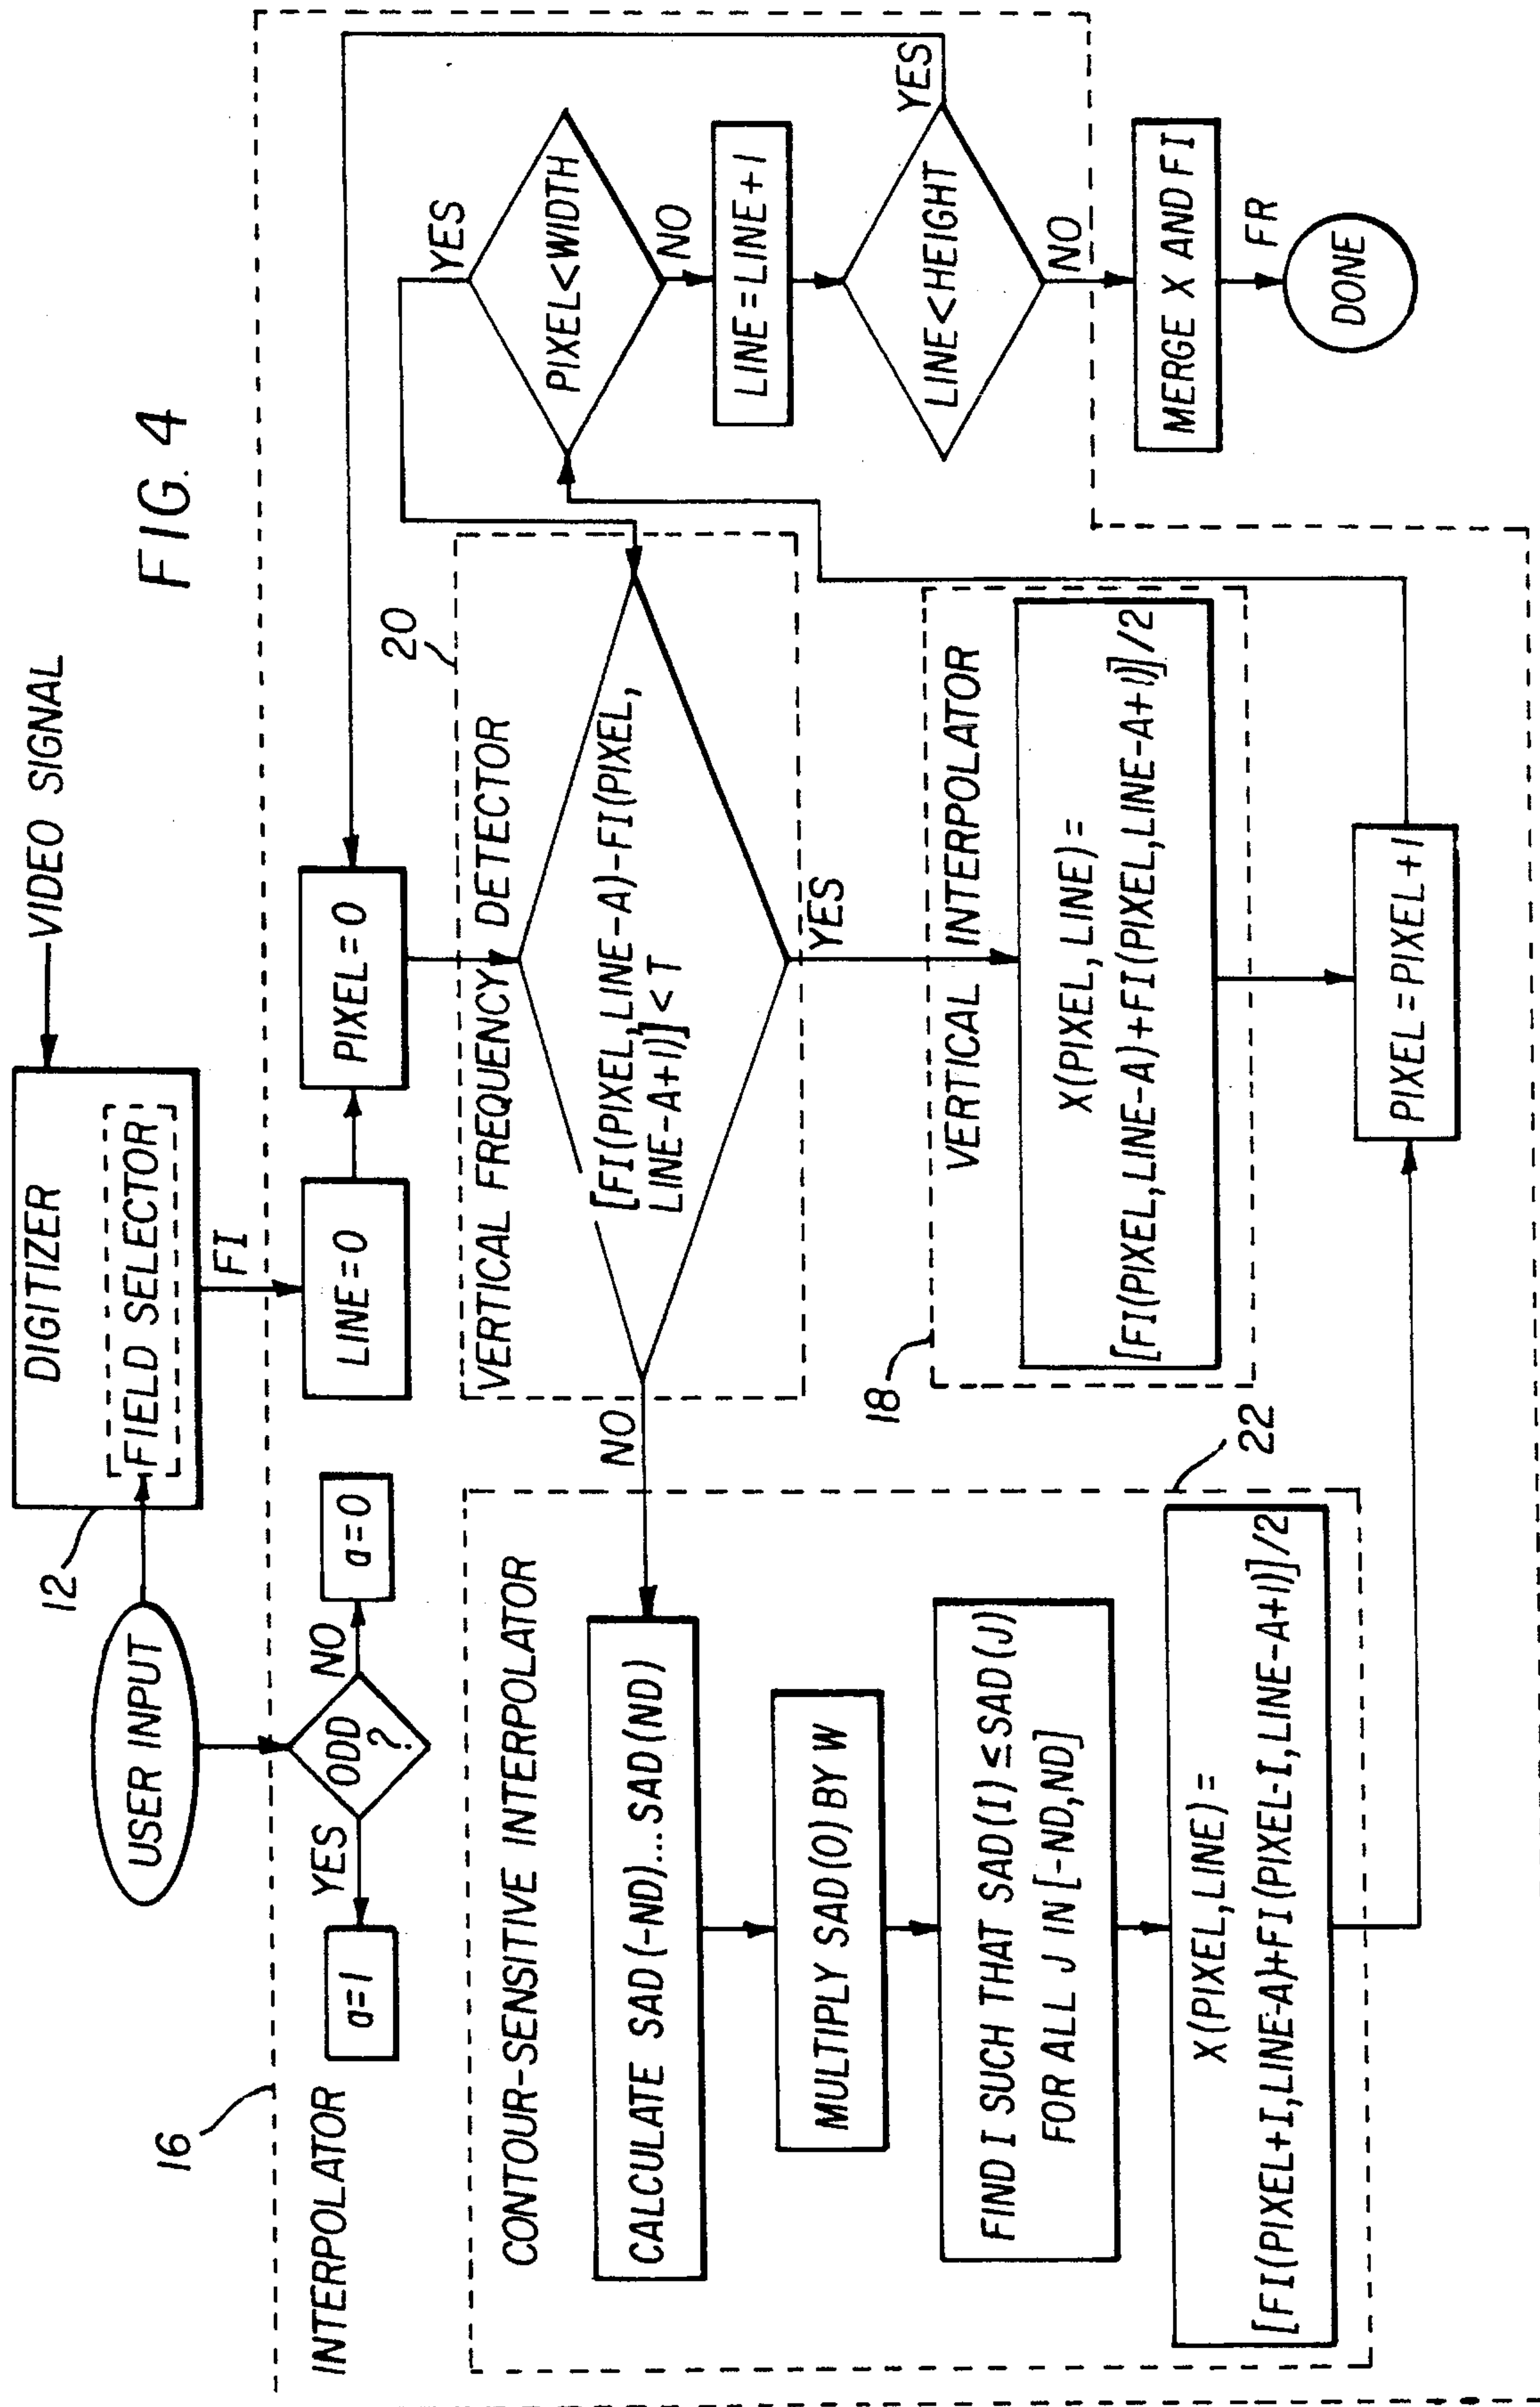 FIG. 4
VIDEO SIGNAL
DIGITIZER
FIELD SELECTOR
12
USER INPUT
FI
16
INTERPOLATOR
ODD
?
YES
NO
a=1
a=0
LINE=0
PIXEL=0
20
VERTICAL FREQUENCY DETECTOR
[FI(PIXEL,LINE-A)-FI(PIXEL,
LINE-A+1)]<T
NO
YES
CONTOUR-SENSITIVE INTERPOLATOR
CALCULATE SAD(-ND)...SAD(ND)
MULTIPLY SAD(0) BY W
FIND I SUCH THAT SAD(I)≤SAD(J)
FOR ALL J IN [-ND,ND]
X(PIXEL,LINE)=
[FI(PIXEL+I,LINE-A)+FI(PIXEL-I,LINE-A+1)]/2
22
18
VERTICAL INTERPOLATOR
X(PIXEL,LINE)=
[FI(PIXEL,LINE-A)+FI(PIXEL,LINE-A+1)]/2
PIXEL=PIXEL+1
YES
PIXEL<WIDTH
NO
LINE=LINE+1
LINE<HEIGHT
YES
NO
MERGE X AND FI
FR
DONE